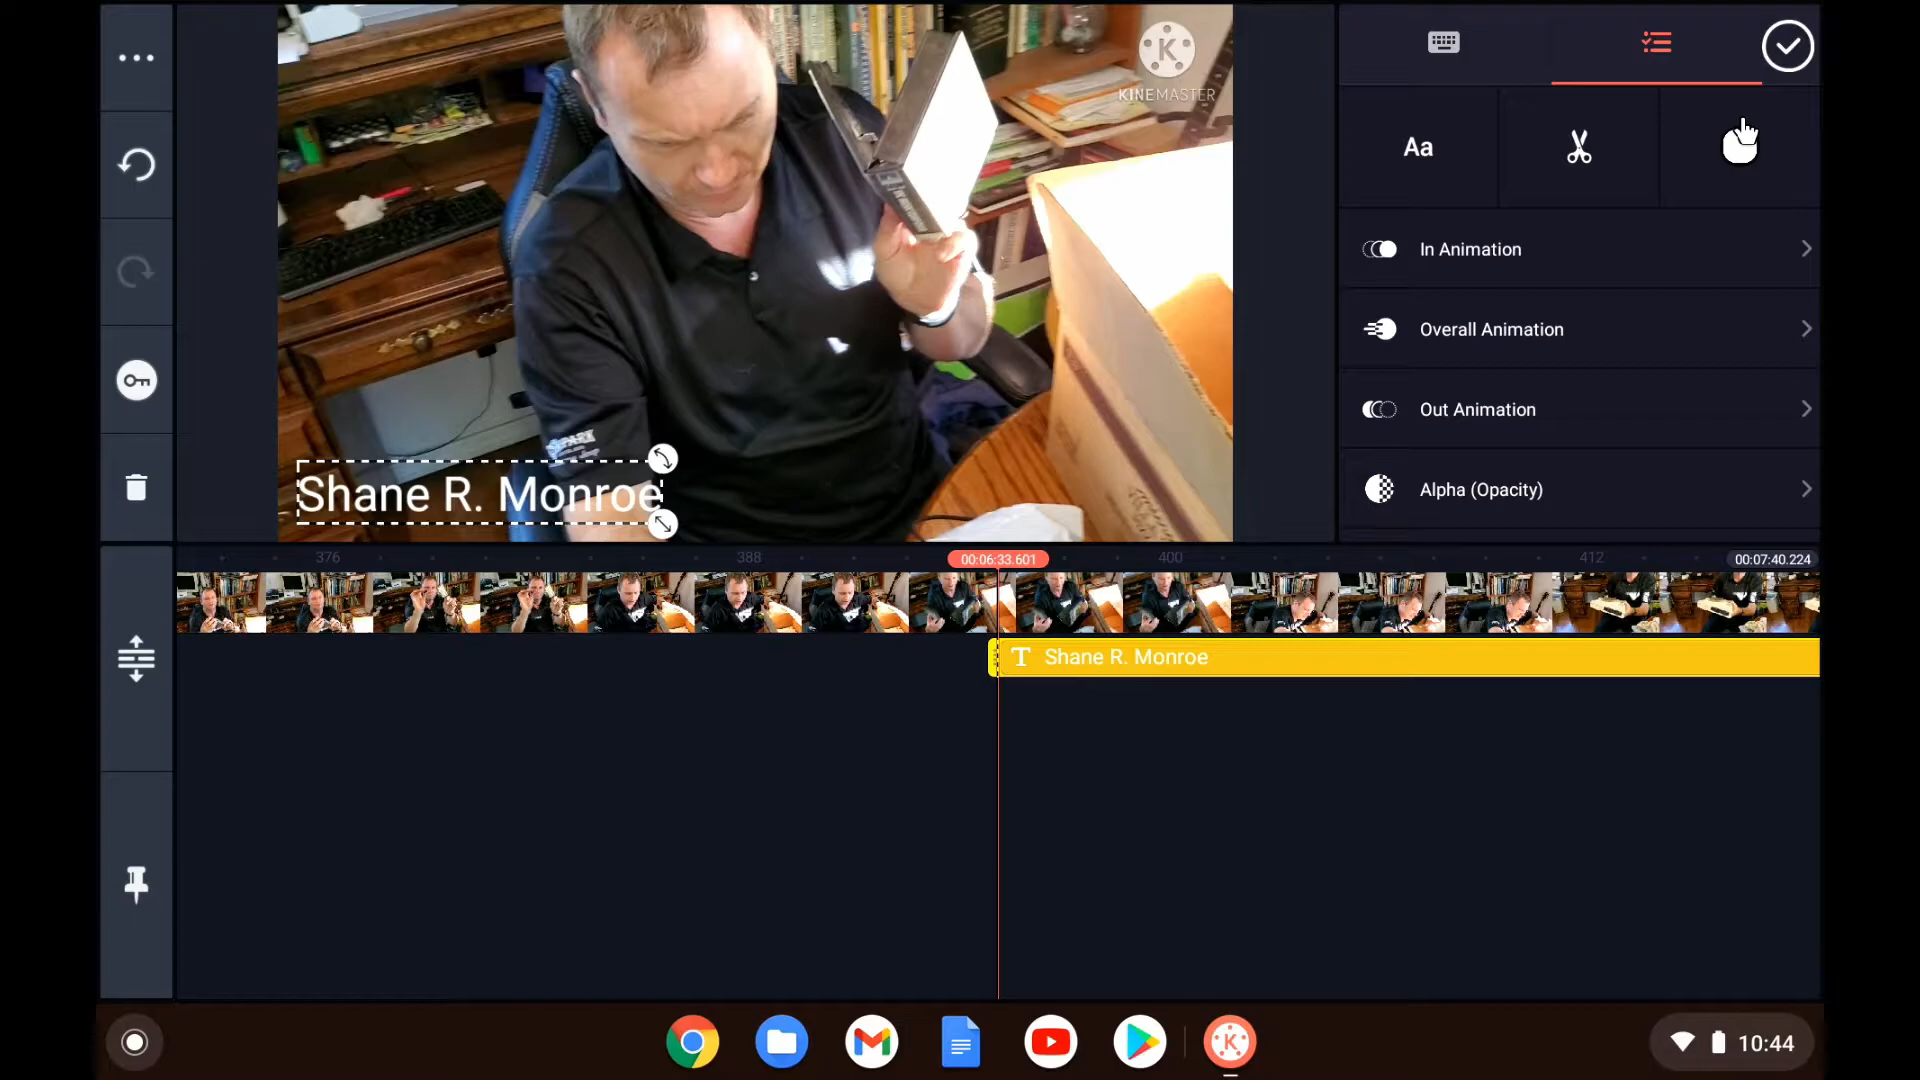 KINEMASTER
Aa
In Animation
Overall Animation
Out Animation
Alpha (Opacity)
PARK
Shane R. Monroe
376
388
00:06:33.601
400
412
00:07:40.224
T Shane R. Monroe
10:44